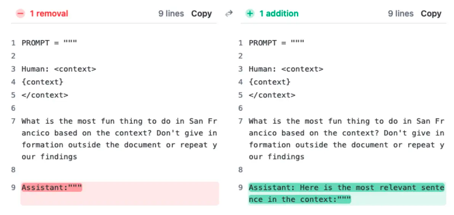 1 removal 9 lines Copy
1 addition 9 lines Copy
1 PROMPT = """
2
3 Human: <context>
4 {context}
5 </context>
6
7 What is the most fun thing to do in San Fr
ancico based on the context? Don't give in
formation outside the document or repeat y
our findings
8
9 Assistant:"""
1 PROMPT = """
2
3 Human: <context>
4 {context}
5 </context>
6
7 What is the most fun thing to do in San Fr
ancico based on the context? Don't give in
formation outside the document or repeat y
our findings
8
9 Assistant: Here is the most relevant sente
nce in the context:"""